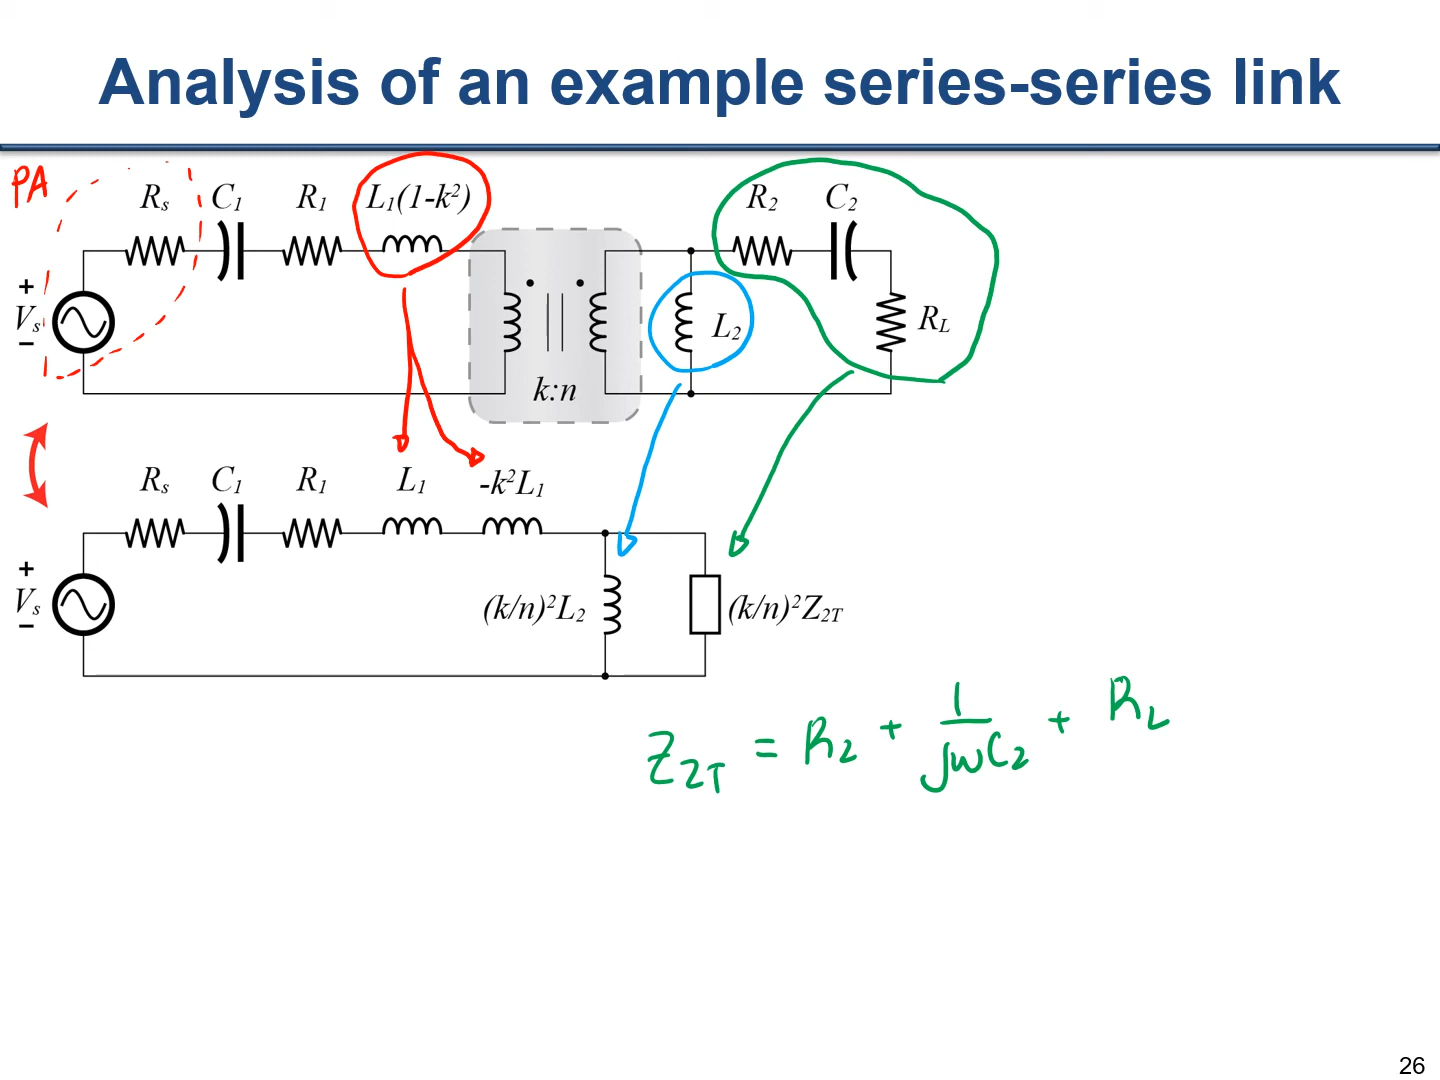 Analysis of an example series-series link
PA
Rs C1 R1 L1(1-k²) R2 C2
+
Vs
−
L2
RL
k:n
Rs C1 R1 L1 -k²L1
+
Vs
−
(k/n)²L2
(k/n)²Z2T
Z2T = R2 + 1/jωC2 + RL
26